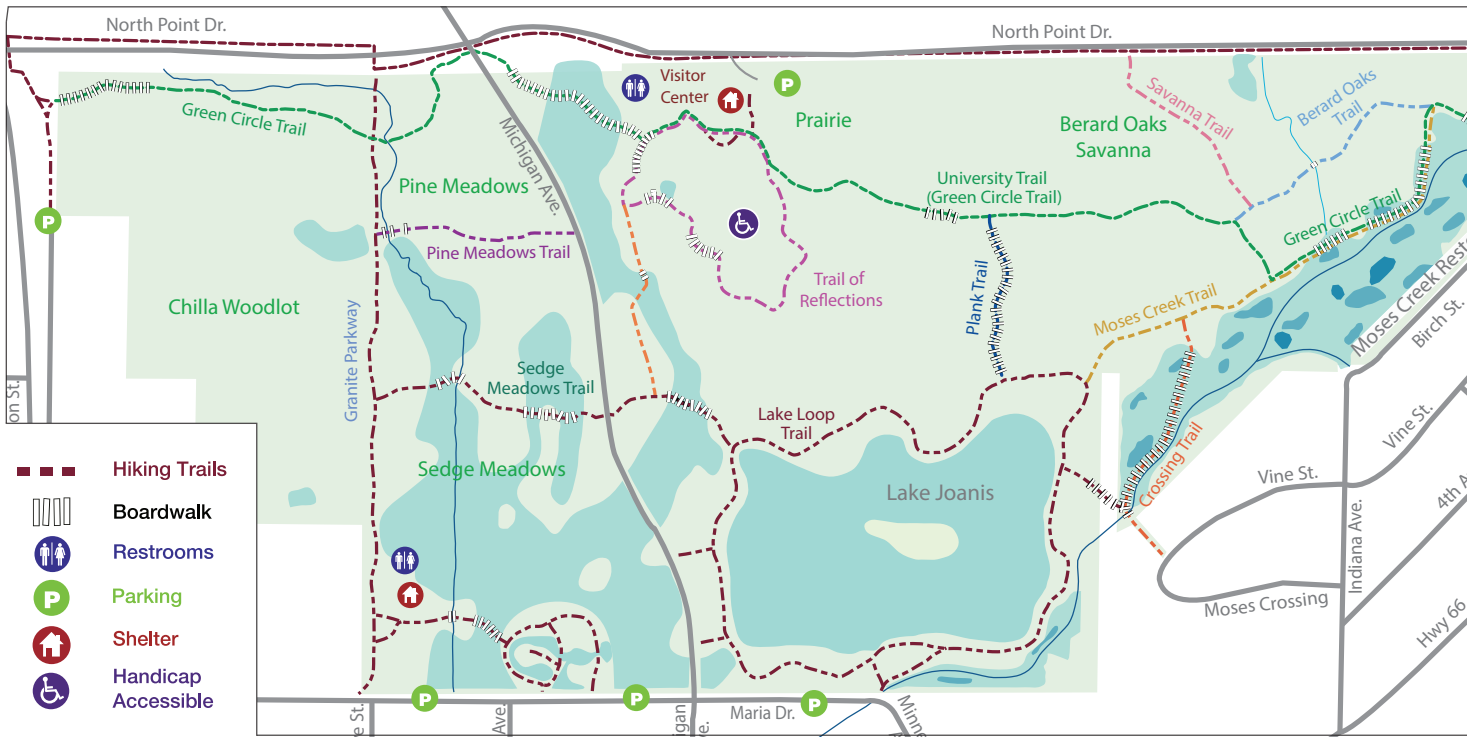 North Point Dr.
North Point Dr.
Visitor
Center
P
Prairie
Green Circle Trail
Michigan Ave.
Savanna Trail
Berard Oaks
Trail
Berard Oaks
Savanna
Pine Meadows
University Trail
(Green Circle Trail)
Green Circle Trail
P
Pine Meadows Trail
Trail of
Reflections
Plank Trail
Moses Creek Trail
Chilla Woodlot
Granite Parkway
Birch St.
Sedge
Meadows Trail
Lake Loop
Trail
Vine St.
Sedge Meadows
Lake Joanis
Crossing Trail
Vine St.
Indiana Ave.
Moses Crossing
Hwy 66
Hiking Trails
Boardwalk
Restrooms
P
Parking
Shelter
Handicap
Accessible
P
P
P
Maria Dr.
Moses Creek
4th
on St.
e St.
Ave.